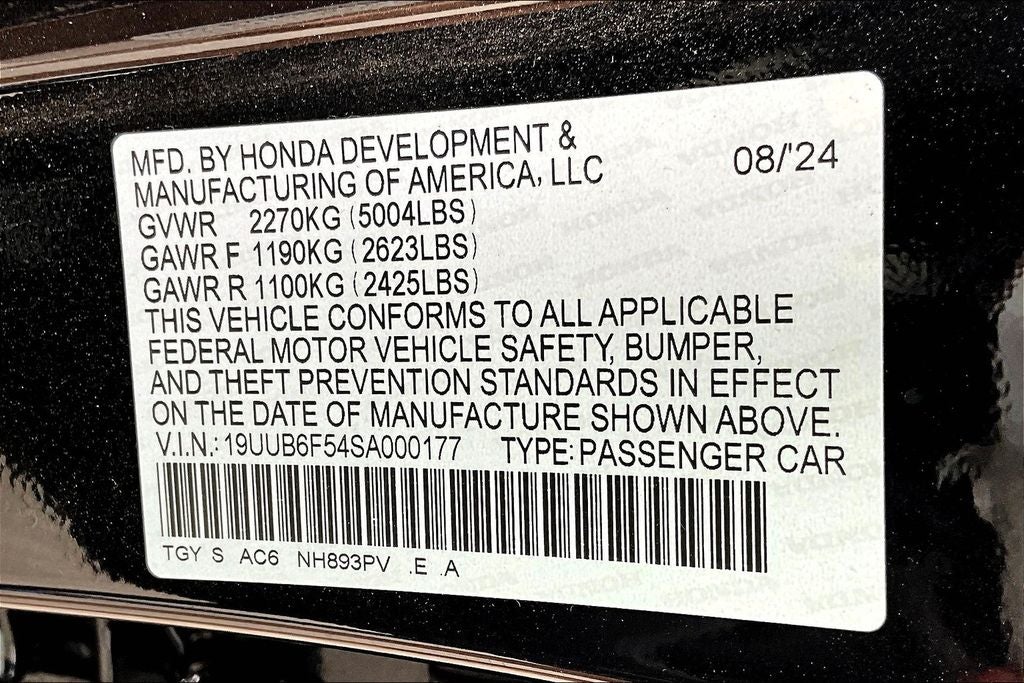 MFD. BY HONDA DEVELOPMENT &
MANUFACTURING OF AMERICA, LLC
08/'24
GVWR 2270KG (5004LBS)
GAWR F 1190KG (2623LBS)
GAWR R 1100KG (2425LBS)
THIS VEHICLE CONFORMS TO ALL APPLICABLE
FEDERAL MOTOR VEHICLE SAFETY, BUMPER,
AND THEFT PREVENTION STANDARDS IN EFFECT
ON THE DATE OF MANUFACTURE SHOWN ABOVE.
V.I.N.: 19UUB6F54SA000177 TYPE: PASSENGER CAR
TGY S AC6 NH893PV .E .A